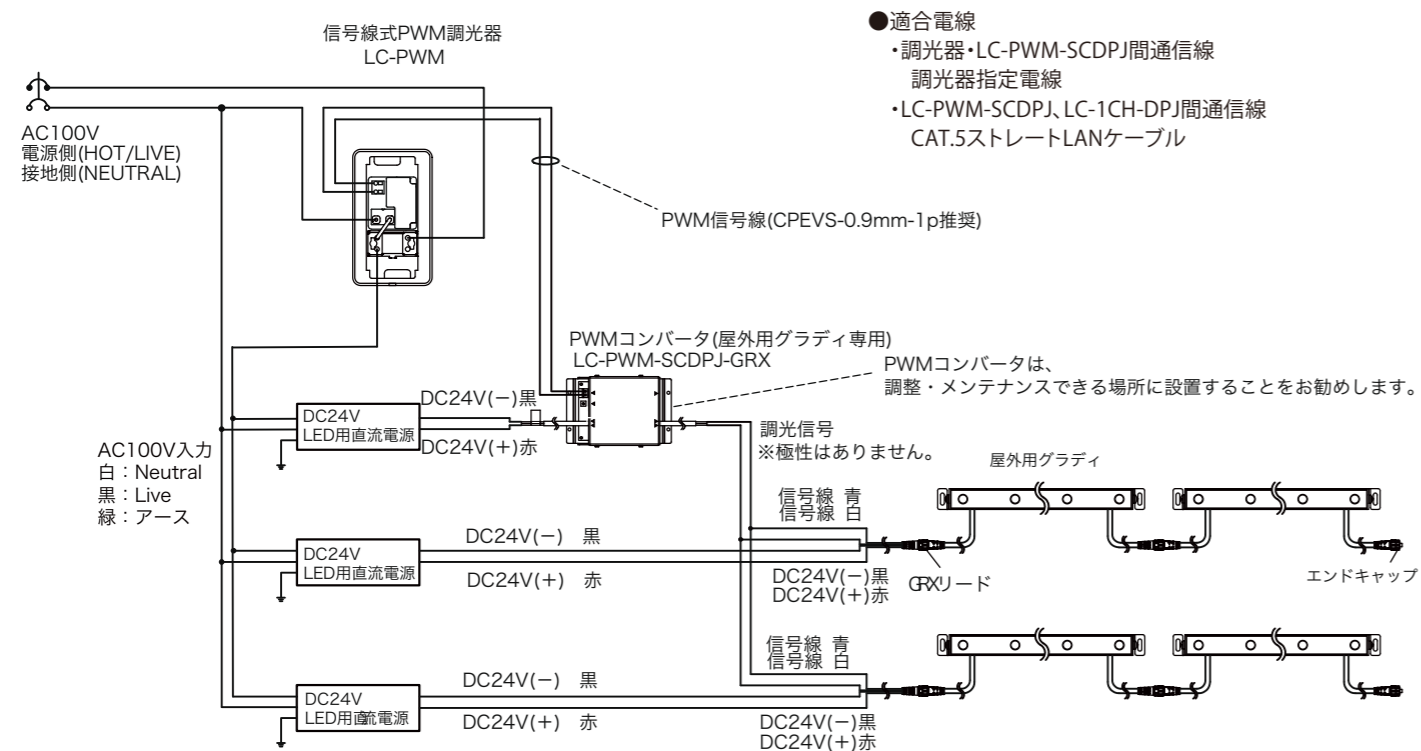 信号線式PWM調光器
LC-PWM
●適合電線
・調光器・LC-PWM-SCDPJ間通信線
調光器指定電線
・LC-PWM-SCDPJ、LC-1CH-DPJ間通信線
CAT.5ストレートLANケーブル
AC100V
電源側(HOT/LIVE)
接地側(NEUTRAL)
PWM信号線(CPEVS-0.9mm-1p推奨)
PWMコンバータ(屋外用グラディ専用)
LC-PWM-SCDPJ-GRX
PWMコンバータは、
調整・メンテナンスできる場所に設置することをお勧めします。
DC24V(−)黒
DC24V
LED用直流電源
DC24V(+)赤
AC100V入力
白：Neutral
黒：Live
緑：アース
調光信号
※極性はありません。
屋外用グラディ
信号線 青
信号線 白
DC24V(−) 黒
DC24V
LED用直流電源
DC24V(+) 赤
DC24V(−)黒
DC24V(+)赤
GRXリード
エンドキャップ
信号線 青
信号線 白
DC24V(−) 黒
DC24V
LED用直流電源
DC24V(+) 赤
DC24V(−)黒
DC24V(+)赤